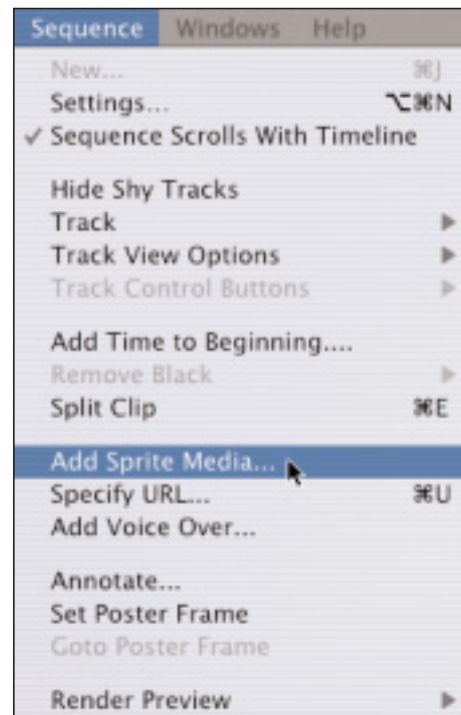 Sequence Windows Help
New... ⌘J
Settings... ⌥⌘N
✓ Sequence Scrolls With Timeline
Hide Shy Tracks
Track
Track View Options
Track Control Buttons
Add Time to Beginning....
Remove Black
Split Clip ⌘E
Add Sprite Media...
Specify URL... ⌘U
Add Voice Over...
Annotate...
Set Poster Frame
Goto Poster Frame
Render Preview